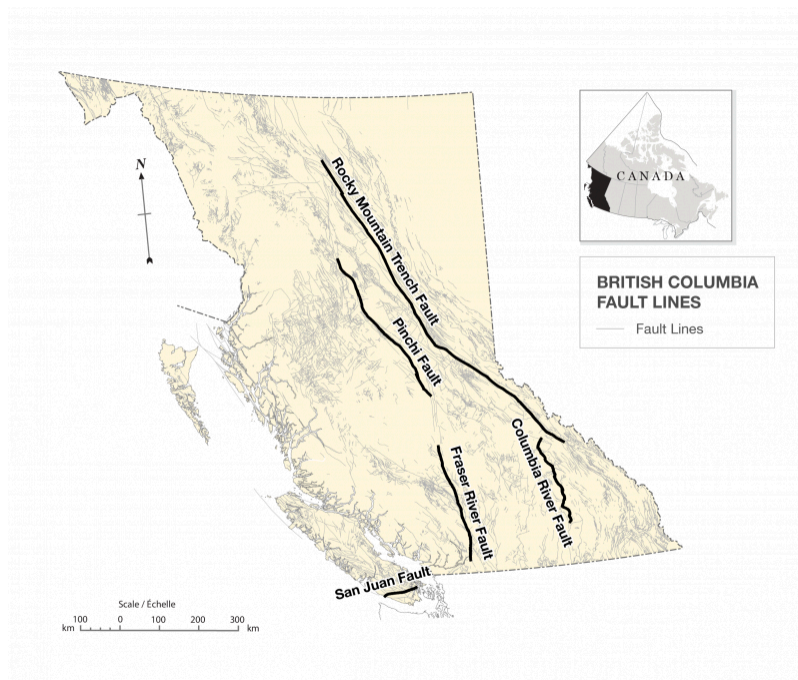 N
CANADA
BRITISH COLUMBIA
FAULT LINES
Fault Lines
Rocky Mountain Trench Fault
Pinchi Fault
Columbia River Fault
Fraser River Fault
San Juan Fault
Scale / Échelle
100 0 100 200 300
km km